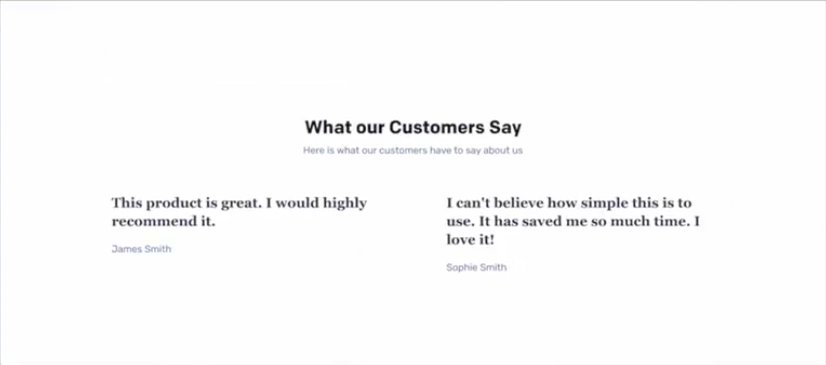 What our Customers Say
Here is what our customers have to say about us
This product is great. I would highly
recommend it.
James Smith
I can't believe how simple this is to
use. It has saved me so much time. I
love it!
Sophie Smith